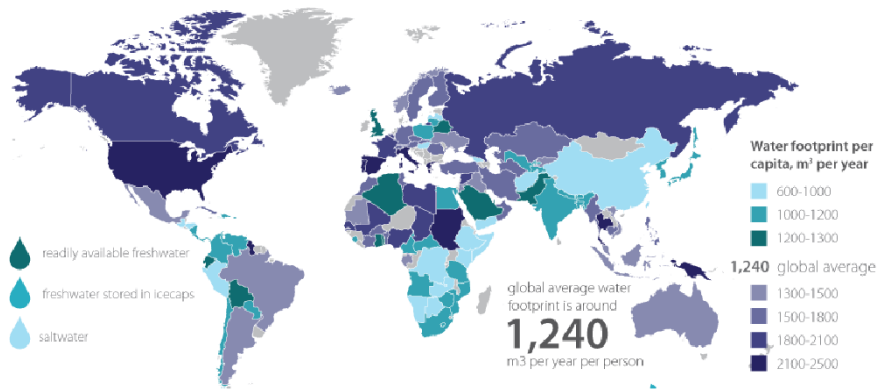 Water footprint per
capita, m³ per year
600-1000
1000-1200
1200-1300
1,240 global average
1300-1500
1500-1800
1800-2100
2100-2500
readily available freshwater
freshwater stored in icecaps
saltwater
global average water
footprint is around
1,240
m3 per year per person